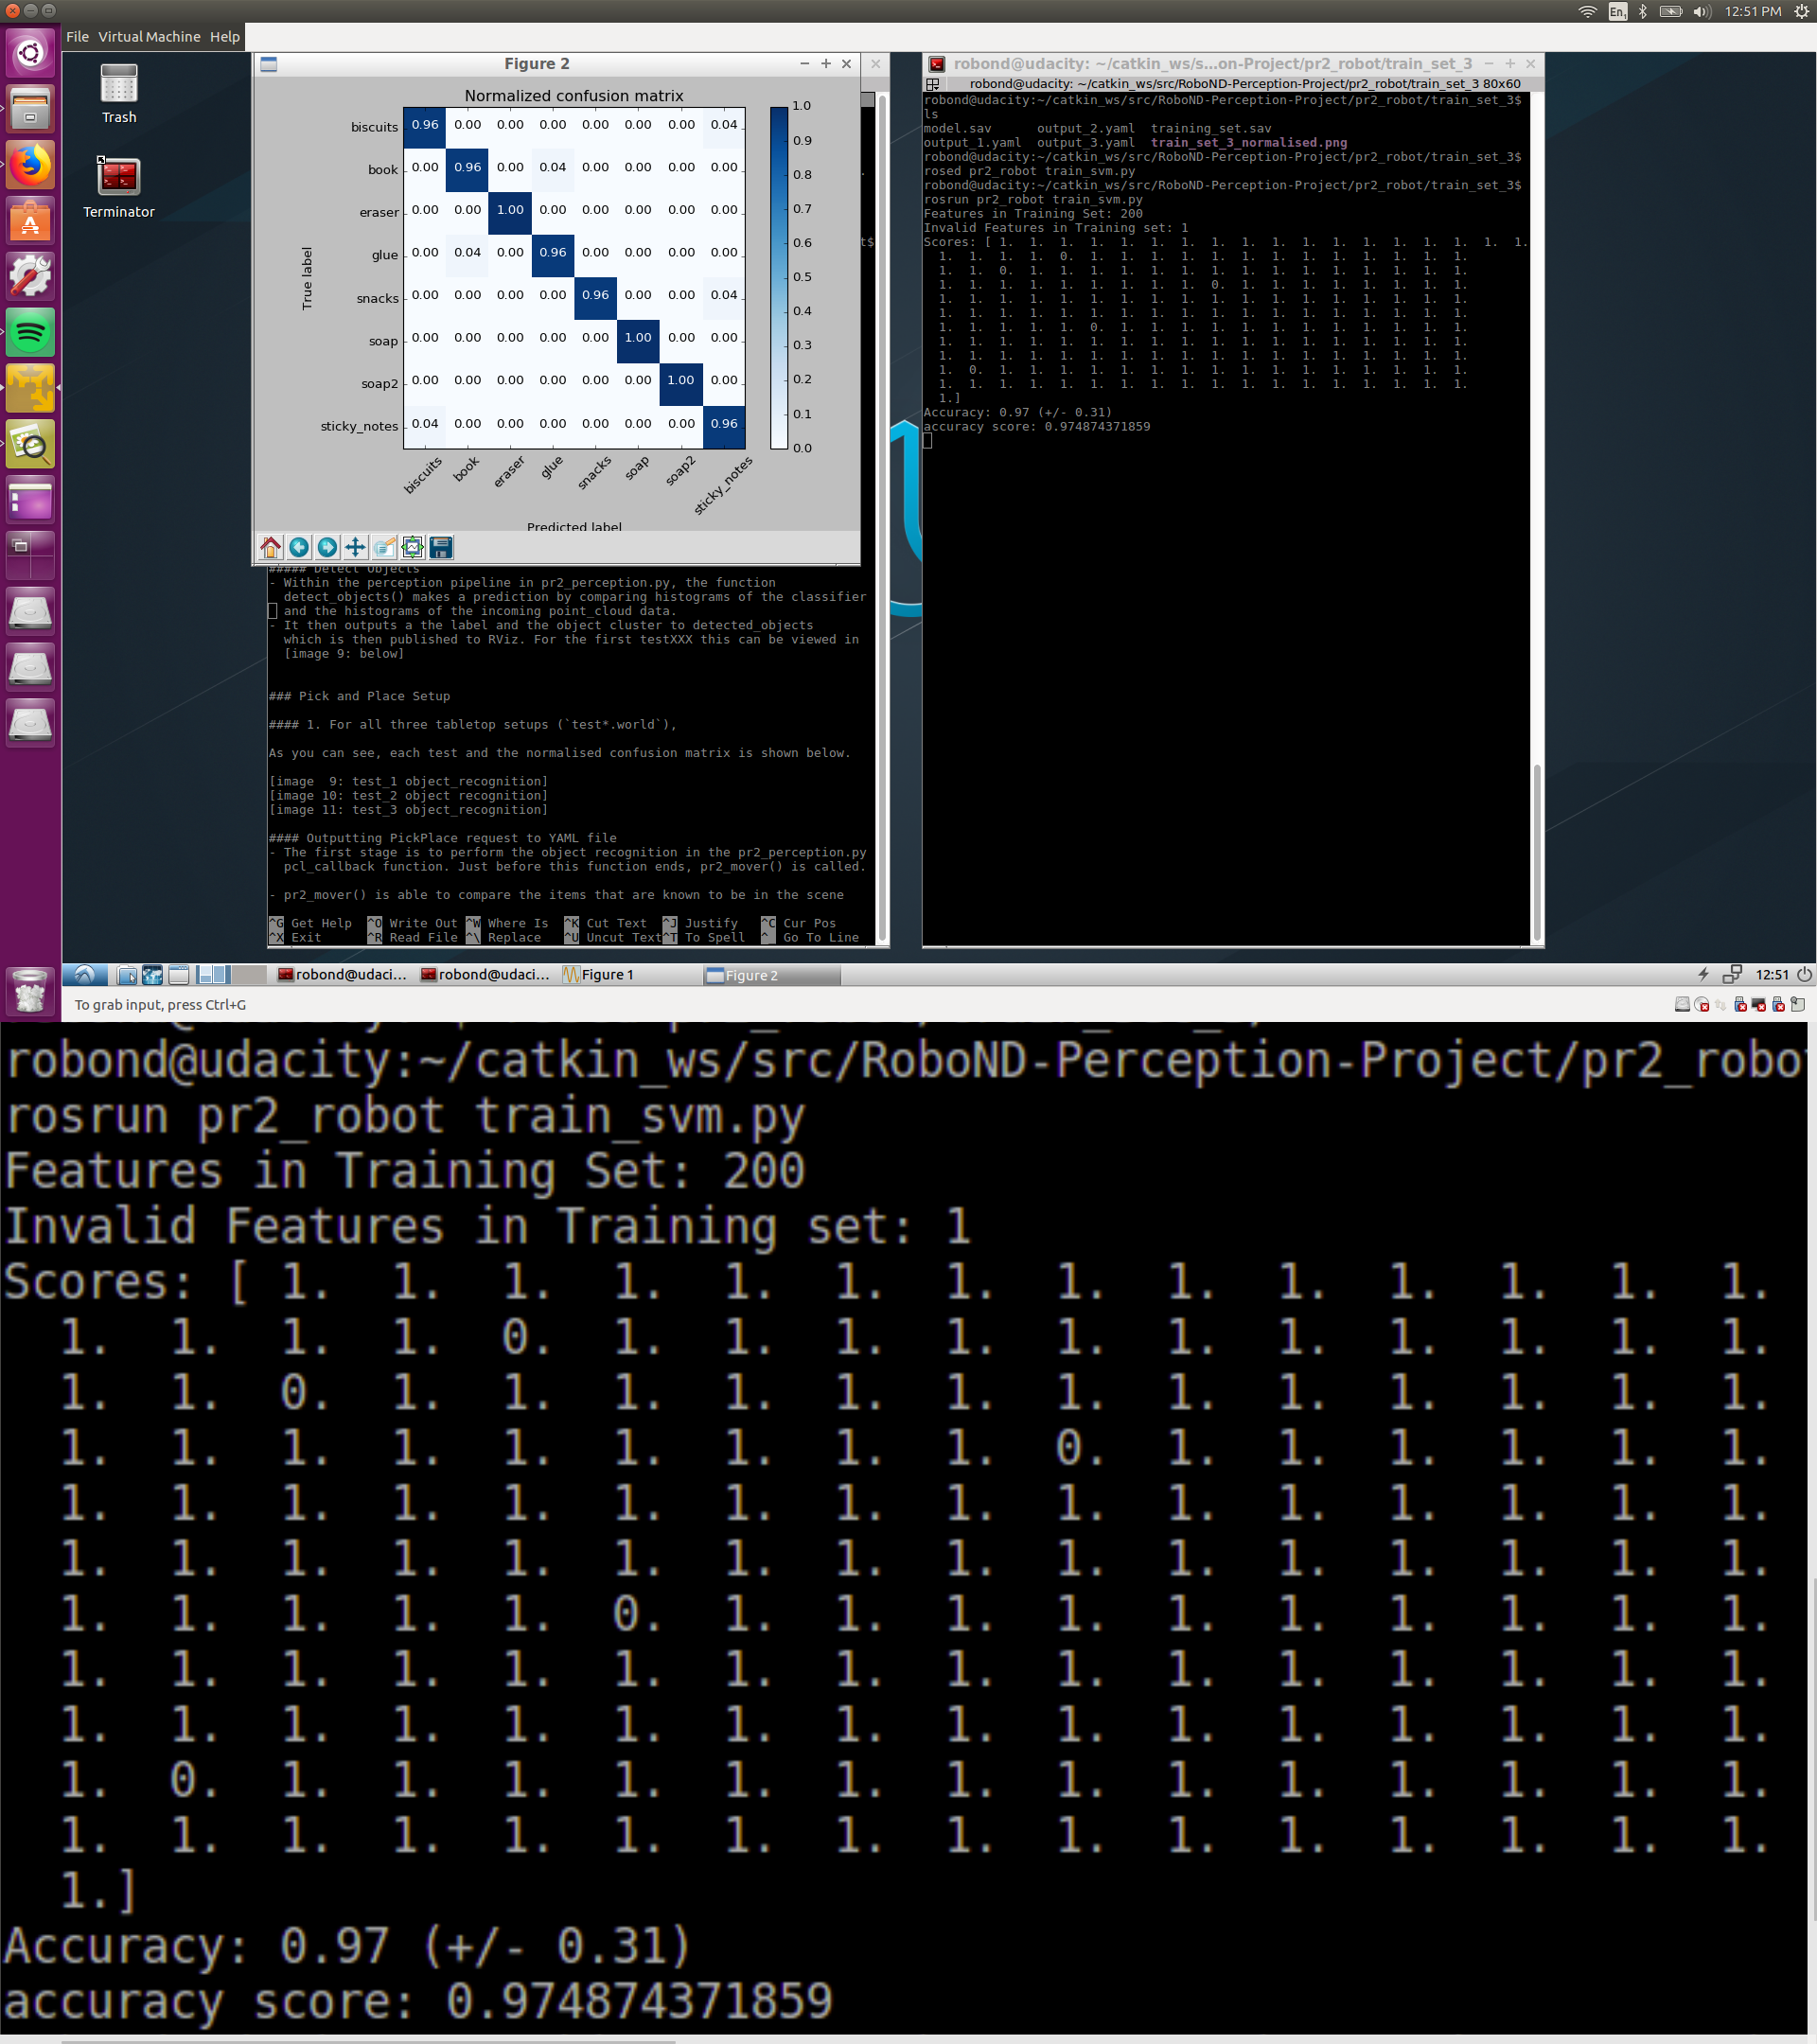 12:51 PM
File Virtual Machine Help
Trash
Terminator
Figure 2
Normalized confusion matrix
True label
biscuits 0.96 0.00 0.00 0.00 0.00 0.00 0.00 0.04
book 0.00 0.96 0.00 0.04 0.00 0.00 0.00 0.00
eraser 0.00 0.00 1.00 0.00 0.00 0.00 0.00 0.00
glue 0.00 0.04 0.00 0.96 0.00 0.00 0.00 0.00
snacks 0.00 0.00 0.00 0.00 0.96 0.00 0.00 0.04
soap 0.00 0.00 0.00 0.00 0.00 1.00 0.00 0.00
soap2 0.00 0.00 0.00 0.00 0.00 0.00 1.00 0.00
sticky_notes 0.04 0.00 0.00 0.00 0.00 0.00 0.00 0.96
biscuits book eraser glue snacks soap soap2 sticky_notes
Predicted label
1.0
0.9
0.8
0.7
0.6
0.5
0.4
0.3
0.2
0.1
0.0
##### Detect Objects
- Within the perception pipeline in pr2_perception.py, the function
detect_objects() makes a prediction by comparing histograms of the classifier
and the histograms of the incoming point_cloud data.
- It then outputs a the label and the object cluster to detected_objects
which is then published to RViz. For the first testXXX this can be viewed in
[image 9: below]
### Pick and Place Setup
#### 1. For all three tabletop setups (`test*.world`),
As you can see, each test and the normalised confusion matrix is shown below.
[image  9: test_1 object_recognition]
[image 10: test_2 object recognition]
[image 11: test_3 object_recognition]
#### Outputting PickPlace request to YAML file
- The first stage is to perform the object recognition in the pr2_perception.py
pcl_callback function. Just before this function ends, pr2_mover() is called.
- pr2_mover() is able to compare the items that are known to be in the scene
^G Get Help ^O Write Out ^W Where Is ^K Cut Text ^J Justify ^C Cur Pos
^X Exit ^R Read File ^\ Replace ^U Uncut Text ^T To Spell ^_ Go To Line
robond@udacity: ~/catkin_ws/s...on-Project/pr2_robot/train_set_3
robond@udacity: ~/catkin_ws/src/RoboND-Perception-Project/pr2_robot/train_set_3 80x60
robond@udacity:~/catkin_ws/src/RoboND-Perception-Project/pr2_robot/train_set_3$
ls
model.sav output_2.yaml training_set.sav
output_1.yaml output_3.yaml train_set_3_normalised.png
robond@udacity:~/catkin_ws/src/RoboND-Perception-Project/pr2_robot/train_set_3$
rosed pr2_robot train_svm.py
robond@udacity:~/catkin_ws/src/RoboND-Perception-Project/pr2_robot/train_set_3$
rosrun pr2_robot train_svm.py
Features in Training Set: 200
Invalid Features in Training set: 1
Scores: [ 1. 1. 1. 1. 1. 1. 1. 1. 1. 1. 1. 1. 1. 1. 1. 1. 1. 1.
1. 1. 1. 1. 0. 1. 1. 1. 1. 1. 1. 1. 1. 1. 1. 1. 1. 1.
1. 1. 0. 1. 1. 1. 1. 1. 1. 1. 1. 1. 1. 1. 1. 1. 1. 1.
1. 1. 1. 1. 1. 1. 1. 1. 1. 0. 1. 1. 1. 1. 1. 1. 1. 1.
1. 1. 1. 1. 1. 1. 1. 1. 1. 1. 1. 1. 1. 1. 1. 1. 1. 1.
1. 1. 1. 1. 1. 1. 1. 1. 1. 1. 1. 1. 1. 1. 1. 1. 1. 1.
1. 1. 1. 1. 1. 0. 1. 1. 1. 1. 1. 1. 1. 1. 1. 1. 1. 1.
1. 1. 1. 1. 1. 1. 1. 1. 1. 1. 1. 1. 1. 1. 1. 1. 1. 1.
1. 1. 1. 1. 1. 1. 1. 1. 1. 1. 1. 1. 1. 1. 1. 1. 1. 1.
1. 0. 1. 1. 1. 1. 1. 1. 1. 1. 1. 1. 1. 1. 1. 1. 1. 1.
1. 1. 1. 1. 1. 1. 1. 1. 1. 1. 1. 1. 1. 1. 1. 1. 1. 1.
1.]
Accuracy: 0.97 (+/- 0.31)
accuracy score: 0.974874371859
robond@udaci... robond@udaci... Figure 1 Figure 2 12:51
To grab input, press Ctrl+G
robond@udacity:~/catkin_ws/src/RoboND-Perception-Project/pr2_robo
rosrun pr2_robot train_svm.py
Features in Training Set: 200
Invalid Features in Training set: 1
Scores: [ 1. 1. 1. 1. 1. 1. 1. 1. 1. 1. 1. 1. 1. 1.
1. 1. 1. 1. 0. 1. 1. 1. 1. 1. 1. 1. 1. 1. 1. 1.
1. 1. 0. 1. 1. 1. 1. 1. 1. 1. 1. 1. 1. 1. 1. 1.
1. 1. 1. 1. 1. 1. 1. 1. 1. 0. 1. 1. 1. 1. 1. 1.
1. 1. 1. 1. 1. 1. 1. 1. 1. 1. 1. 1. 1. 1. 1. 1.
1. 1. 1. 1. 1. 1. 1. 1. 1. 1. 1. 1. 1. 1. 1. 1.
1. 1. 1. 1. 1. 0. 1. 1. 1. 1. 1. 1. 1. 1. 1. 1.
1. 1. 1. 1. 1. 1. 1. 1. 1. 1. 1. 1. 1. 1. 1. 1.
1. 1. 1. 1. 1. 1. 1. 1. 1. 1. 1. 1. 1. 1. 1. 1.
1. 0. 1. 1. 1. 1. 1. 1. 1. 1. 1. 1. 1. 1. 1. 1.
1. 1. 1. 1. 1. 1. 1. 1. 1. 1. 1. 1. 1. 1. 1. 1.
1.]
Accuracy: 0.97 (+/- 0.31)
accuracy score: 0.974874371859